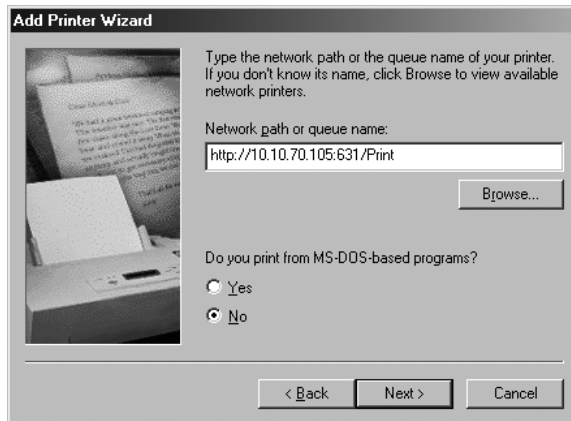 Add Printer Wizard
Type the network path or the queue name of your printer.
If you don't know its name, click Browse to view available
network printers.
Network path or queue name:
http://10.10.70.105:631/Print
Browse...
Do you print from MS-DOS-based programs?
Yes
No
< Back
Next >
Cancel